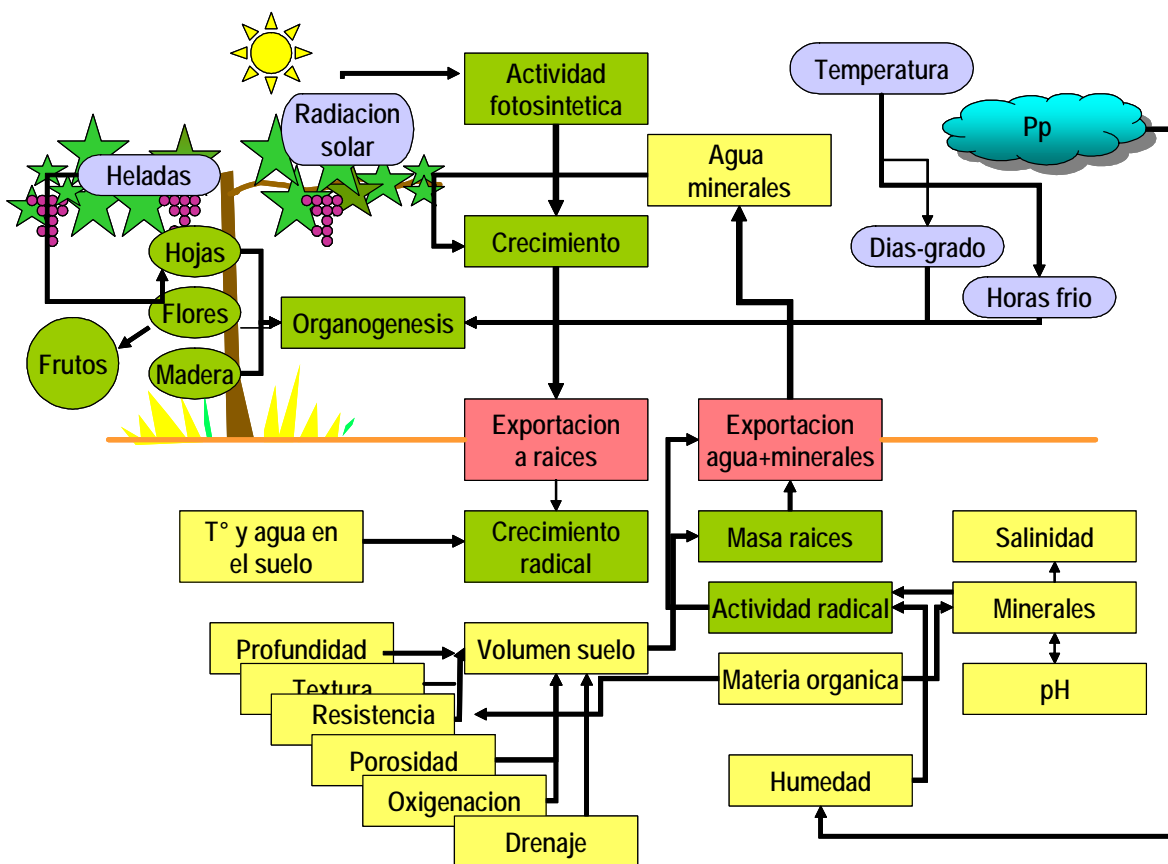 Actividad
fotosintetica
Temperatura
Radiacion
solar
Pp
Agua
minerales
Heladas
Hojas
Crecimiento
Dias-grado
Horas frio
Flores
Organogenesis
Frutos
Madera
Exportacion
a raices
Exportacion
agua+minerales
T° y agua en
el suelo
Crecimiento
radical
Masa raices
Salinidad
Actividad radical
Minerales
Profundidad
Volumen suelo
Textura
Materia organica
pH
Resistencia
Porosidad
Humedad
Oxigenacion
Drenaje